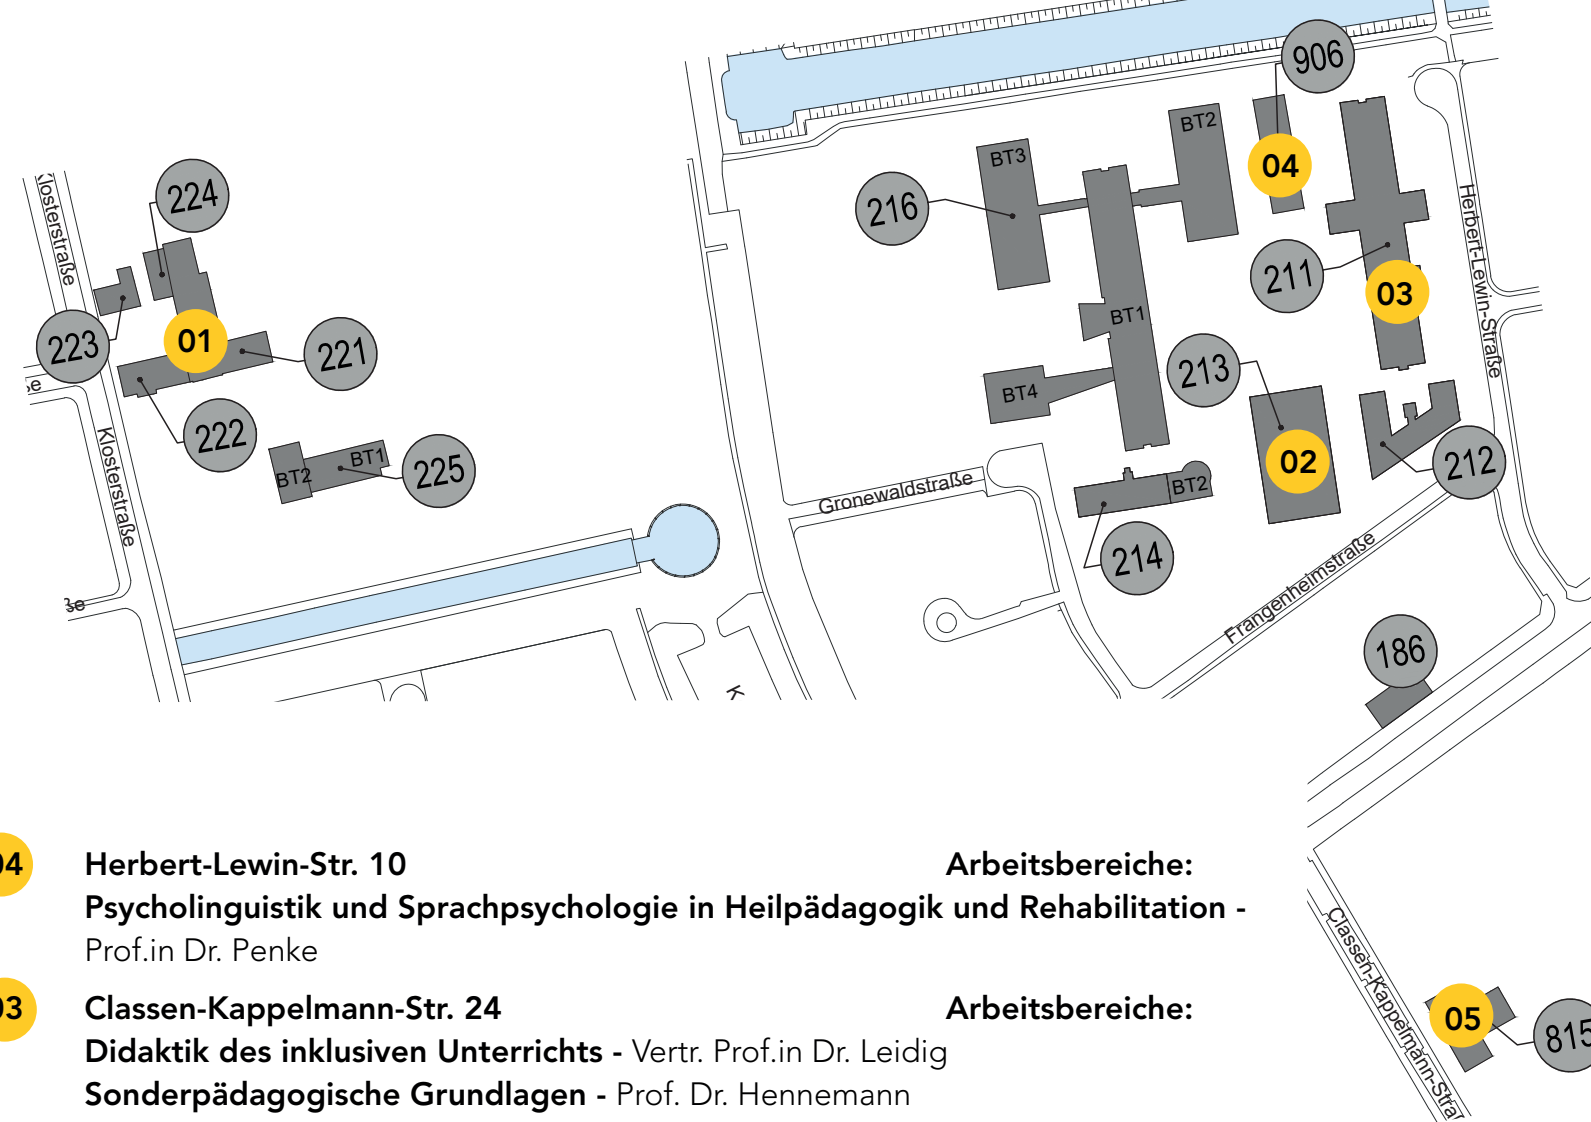 906
BT2
BT3
04
224
Klosterstraße
216
Herbert-Lewin-Straße
211
03
223
01
221
BT1
213
BT4
222
Klosterstraße
BT1
BT2
225
02
212
Gronewaldstraße
BT2
214
Frangenheimstraße
186
K
04 Herbert-Lewin-Str. 10 Arbeitsbereiche:
Psycholinguistik und Sprachpsychologie in Heilpädagogik und Rehabilitation -
Prof.in Dr. Penke
03 Classen-Kappelmann-Str. 24 Arbeitsbereiche:
Didaktik des inklusiven Unterrichts - Vertr. Prof.in Dr. Leidig
Sonderpädagogische Grundlagen - Prof. Dr. Hennemann
Classen-Kappelmann-Straß
05
815